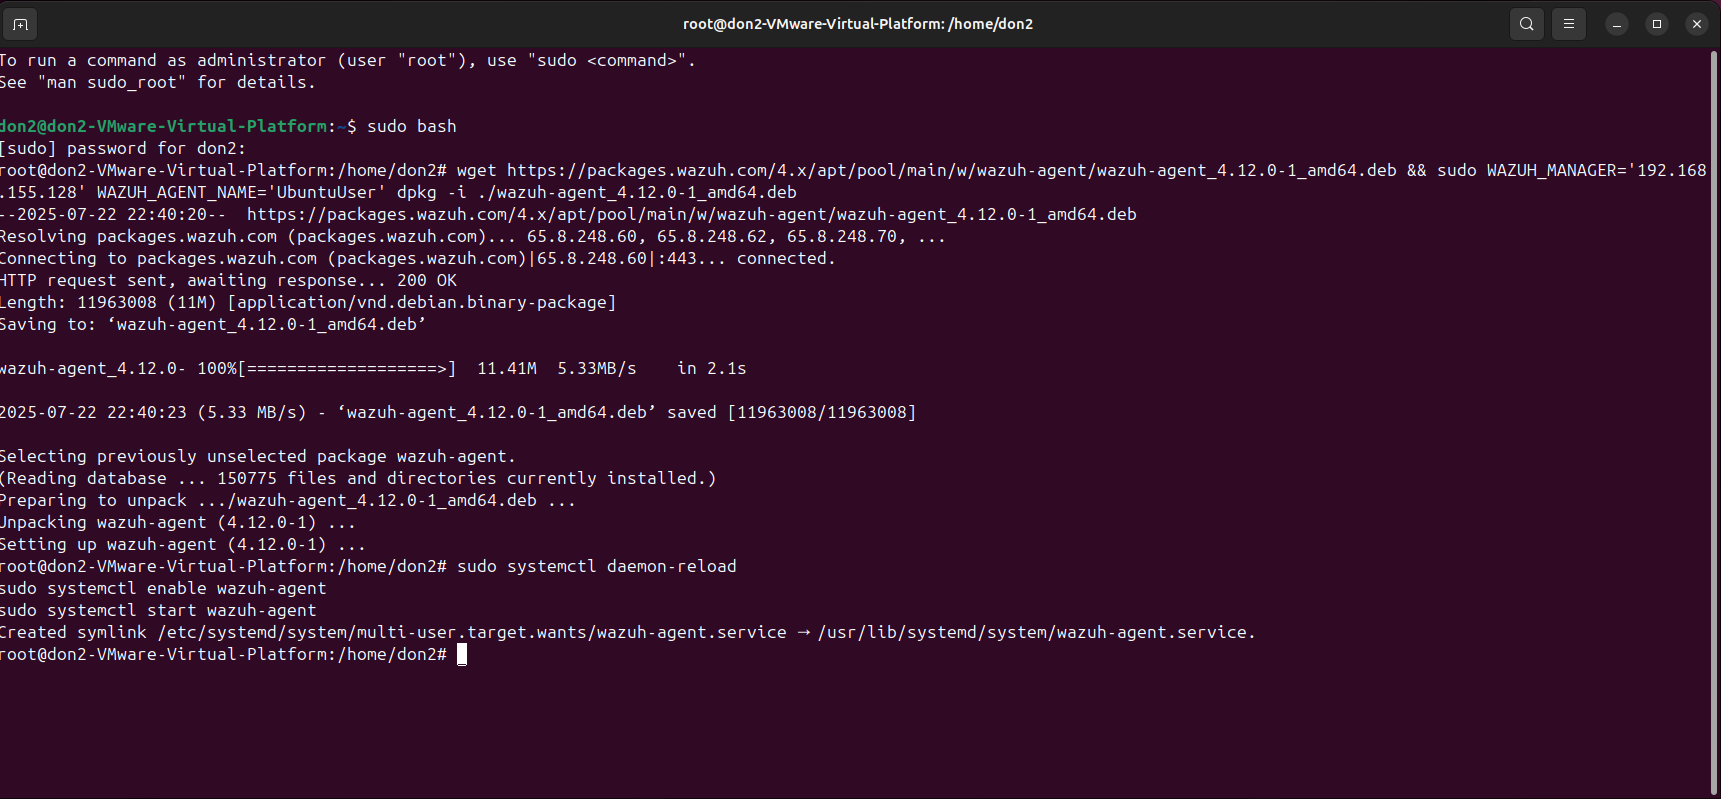 root@don2-VMware-Virtual-Platform: /home/don2
To run a command as administrator (user "root"), use "sudo <command>".
See "man sudo_root" for details.
don2@don2-VMware-Virtual-Platform:~$ sudo bash
[sudo] password for don2:
root@don2-VMware-Virtual-Platform:/home/don2# wget https://packages.wazuh.com/4.x/apt/pool/main/w/wazuh-agent/wazuh-agent_4.12.0-1_amd64.deb && sudo WAZUH_MANAGER='192.168
.155.128' WAZUH_AGENT_NAME='UbuntuUser' dpkg -i ./wazuh-agent_4.12.0-1_amd64.deb
--2025-07-22 22:40:20--  https://packages.wazuh.com/4.x/apt/pool/main/w/wazuh-agent/wazuh-agent_4.12.0-1_amd64.deb
Resolving packages.wazuh.com (packages.wazuh.com)... 65.8.248.60, 65.8.248.62, 65.8.248.70, ...
Connecting to packages.wazuh.com (packages.wazuh.com)|65.8.248.60|:443... connected.
HTTP request sent, awaiting response... 200 OK
Length: 11963008 (11M) [application/vnd.debian.binary-package]
Saving to: ‘wazuh-agent_4.12.0-1_amd64.deb’
wazuh-agent_4.12.0- 100%[===================>]  11.41M  5.33MB/s    in 2.1s
2025-07-22 22:40:23 (5.33 MB/s) - ‘wazuh-agent_4.12.0-1_amd64.deb’ saved [11963008/11963008]
Selecting previously unselected package wazuh-agent.
(Reading database ... 150775 files and directories currently installed.)
Preparing to unpack .../wazuh-agent_4.12.0-1_amd64.deb ...
Unpacking wazuh-agent (4.12.0-1) ...
Setting up wazuh-agent (4.12.0-1) ...
root@don2-VMware-Virtual-Platform:/home/don2# sudo systemctl daemon-reload
sudo systemctl enable wazuh-agent
sudo systemctl start wazuh-agent
Created symlink /etc/systemd/system/multi-user.target.wants/wazuh-agent.service → /usr/lib/systemd/system/wazuh-agent.service.
root@don2-VMware-Virtual-Platform:/home/don2#